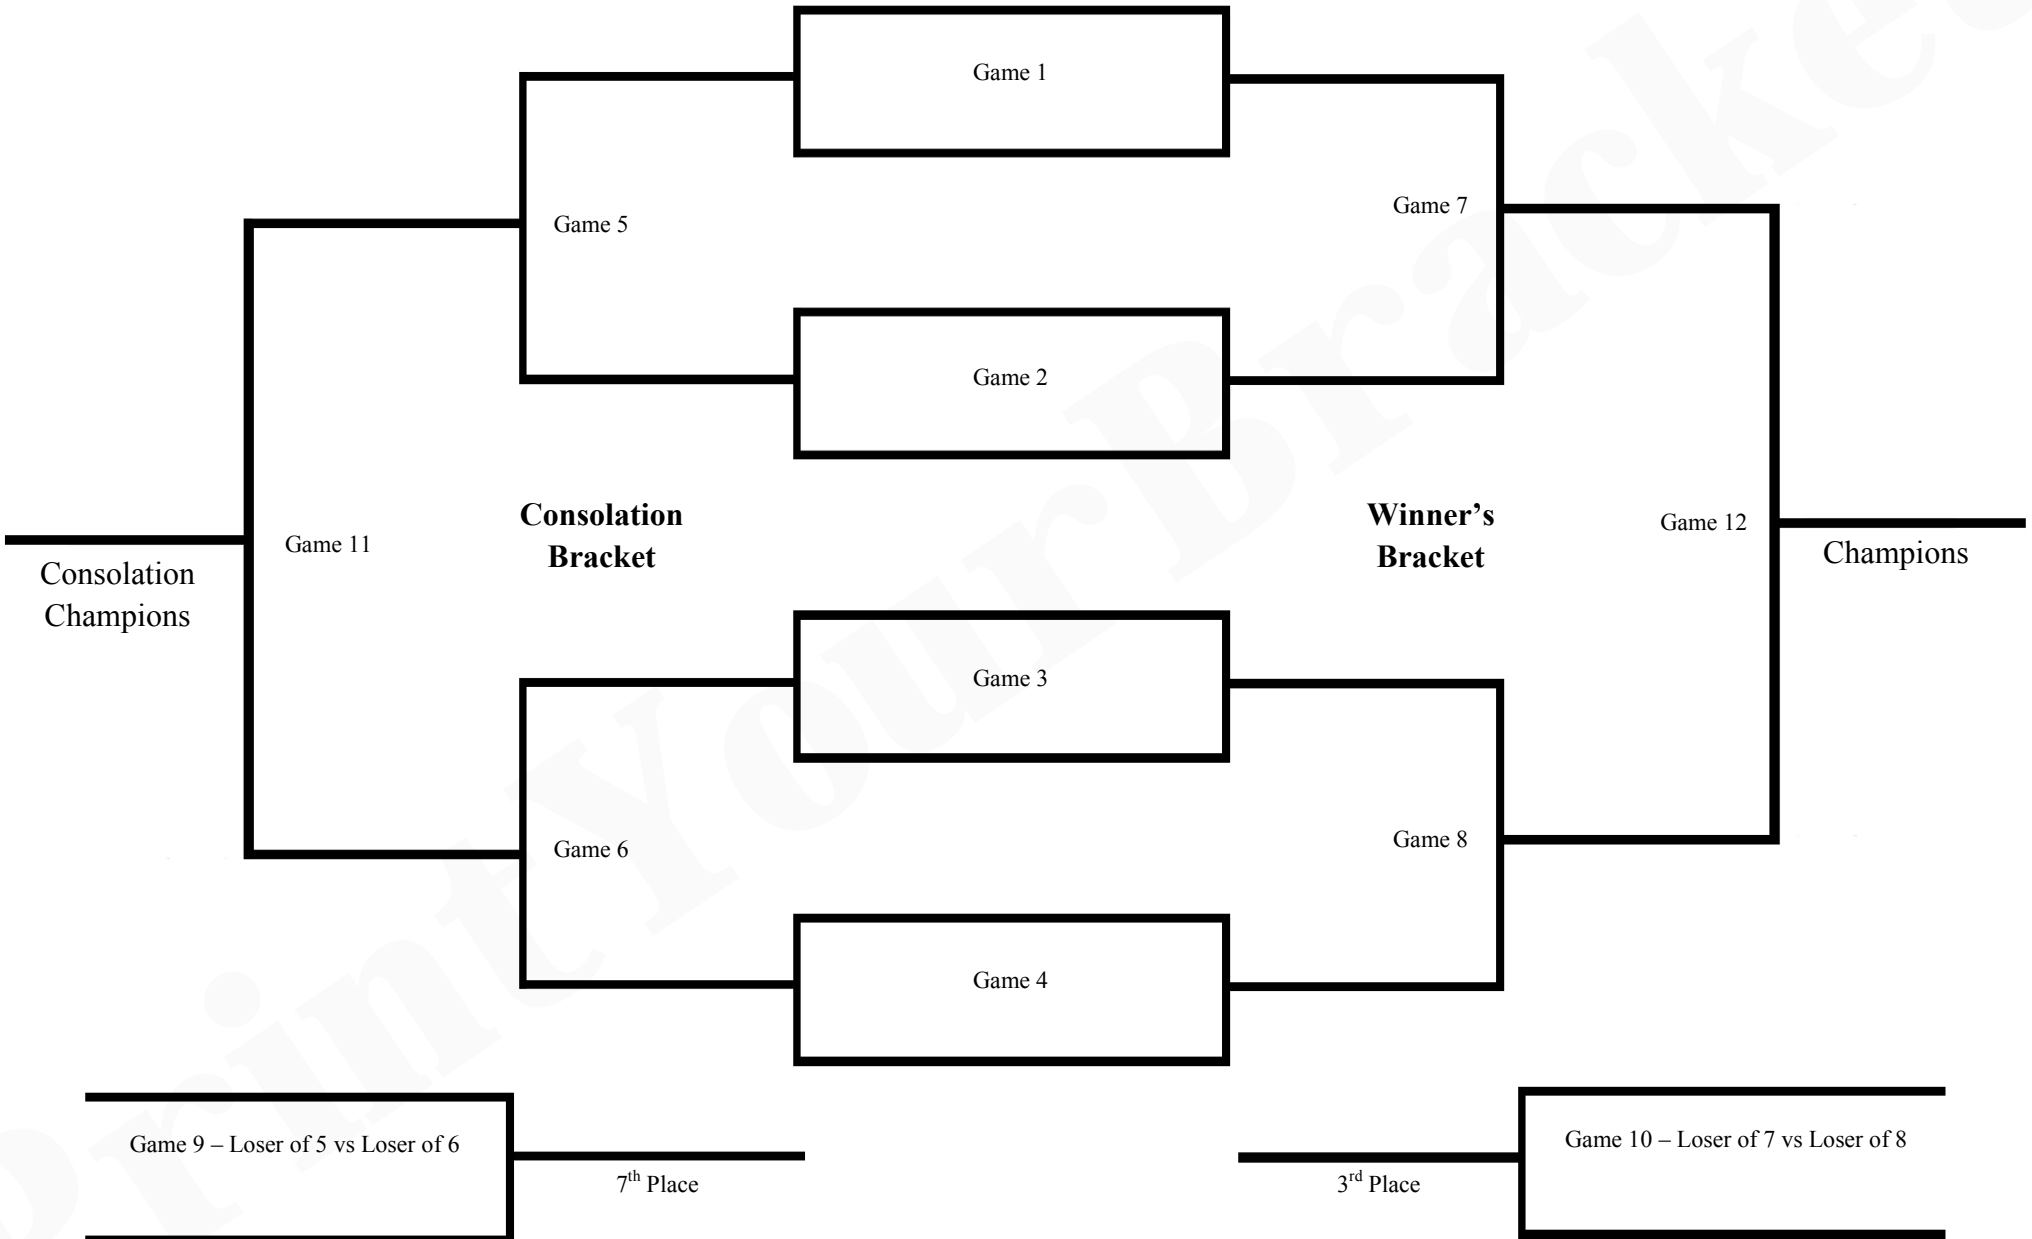 Game 1
Game 5
Game 7
Game 2
Consolation
Bracket
Winner’s
Bracket
Game 11
Game 12
Consolation
Champions
Champions
Game 3
Game 6
Game 8
Game 4
Game 9 – Loser of 5 vs Loser of 6
7th Place
Game 10 – Loser of 7 vs Loser of 8
3rd Place
PrintYourBracket